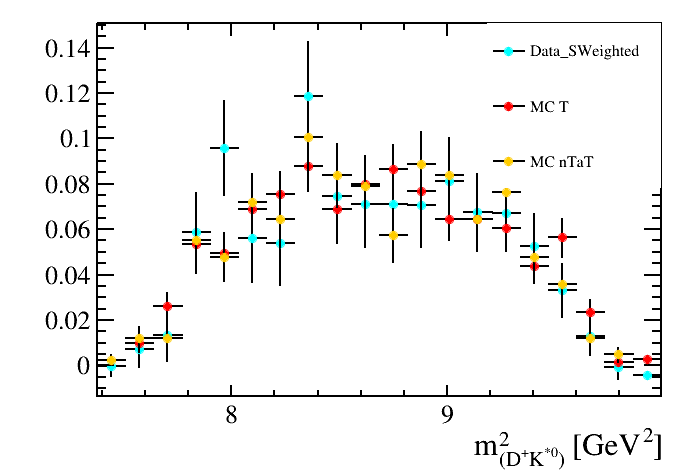 0.14
0.12
0.1
0.08
0.06
0.04
0.02
0
8
9
Data_SWeighted
MC T
MC nTaT
m²(D⁺K*⁰) [GeV²]